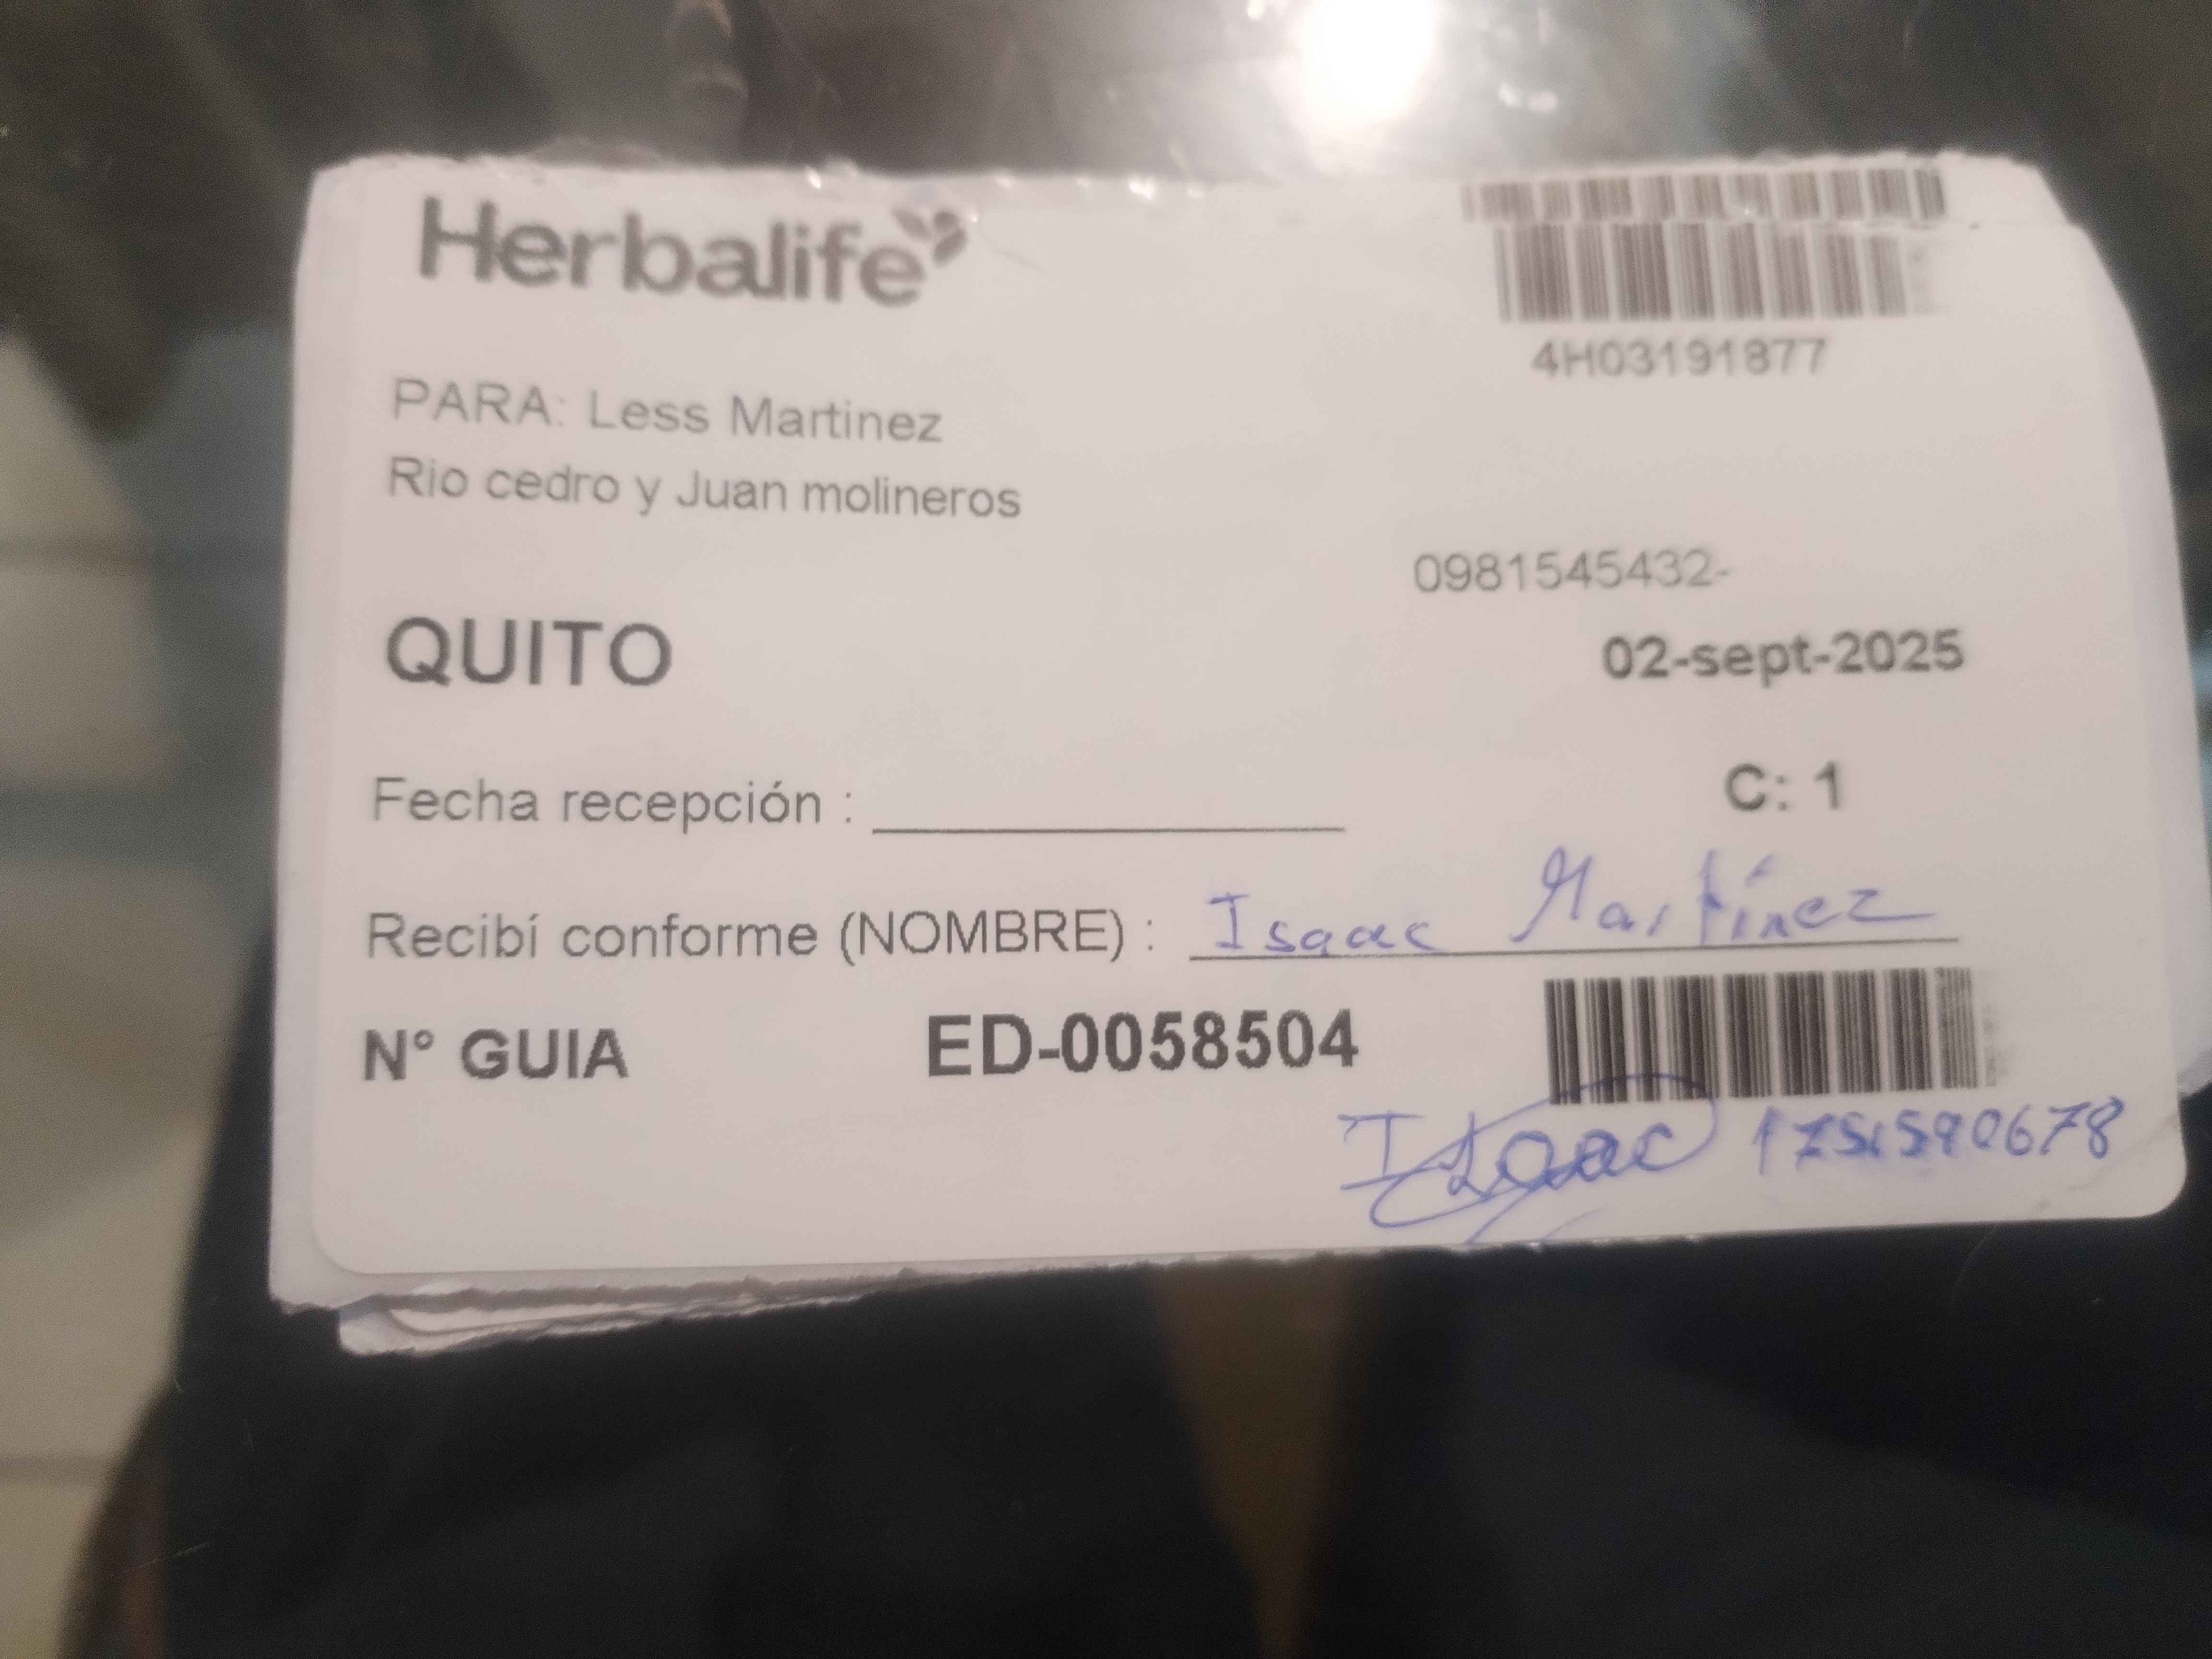 Herbalife
4H03191877
PARA: Less Martinez
Rio cedro y Juan molineros
0981545432-
QUITO
02-sept-2025
Fecha recepción :
C: 1
Recibí conforme (NOMBRE) : Isaac Martínez
N° GUIA ED-0058504
Isaac